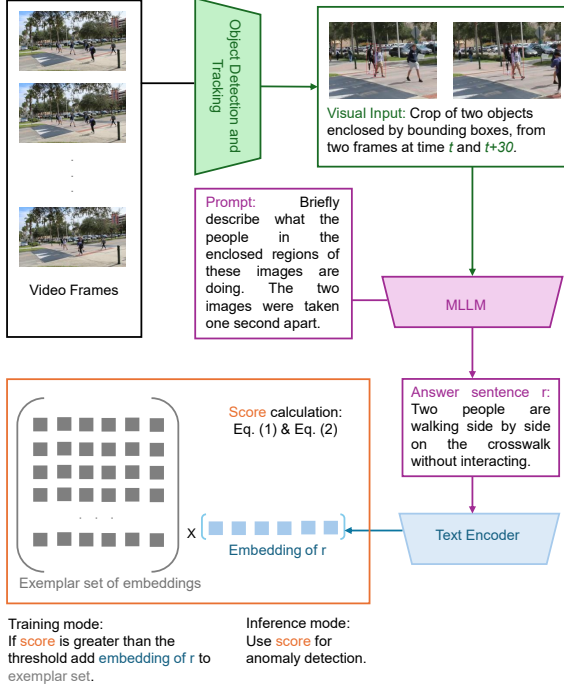 Video Frames
Object Detection and
Tracking
Visual Input: Crop of two objects
enclosed by bounding boxes, from
two frames at time t and t+30.
Prompt: Briefly
describe what the
people in the
enclosed regions of
these images are
doing. The two
images were taken
one second apart.
MLLM
Answer sentence r:
Two people are
walking side by side
on the crosswalk
without interacting.
Text Encoder
Score calculation:
Eq. (1) & Eq. (2)
. . .
X
Embedding of r
Exemplar set of embeddings
Training mode:
If score is greater than the
threshold add embedding of r to
exemplar set.
Inference mode:
Use score for
anomaly detection.